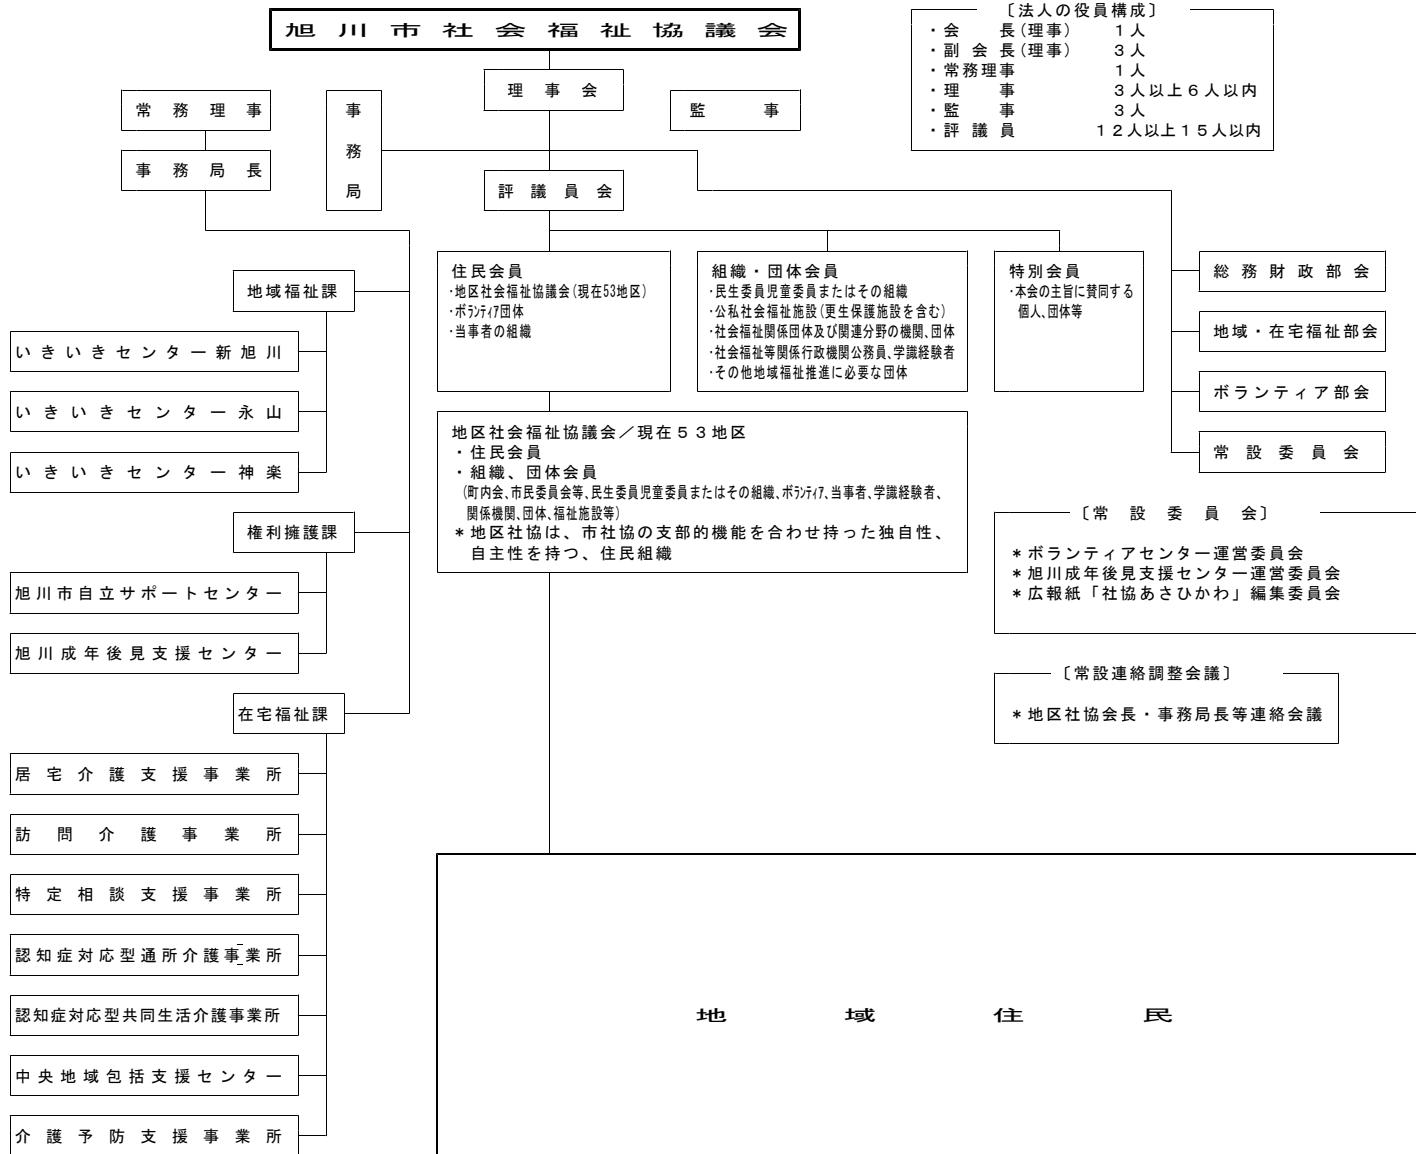 旭川市社会福祉協議会
〔法人の役員構成〕
・会　　長(理事)　　１人
・副会長(理事)　　３人
・常務理事　　１人
・理　　事　　３人以上６人以内
・監　　事　　３人
・評議員　　１２人以上１５人以内
理事会
監事
常務理事
事務局長
事務局
評議員会
住民会員
･地区社会福祉協議会(現在53地区)
･ﾎﾞﾗﾝﾃｨｱ団体
･当事者の組織
組織・団体会員
･民生委員児童委員またはその組織
･公私社会福祉施設(更生保護施設を含む)
･社会福祉関係団体及び関連分野の機関､団体
･社会福祉等関係行政機関公務員､学識経験者
･その他地域福祉推進に必要な団体
特別会員
･本会の主旨に賛同する
個人､団体等
総務財政部会
地域・在宅福祉部会
ボランティア部会
常設委員会
地区社会福祉協議会／現在５３地区
・住民会員
・組織、団体会員
(町内会､市民委員会等､民生委員児童委員またはその組織､ﾎﾞﾗﾝﾃｨｱ､当事者､学識経験者､
関係機関､団体､福祉施設等)
＊地区社協は、市社協の支部的機能を合わせ持った独自性、
自主性を持つ、住民組織
〔常設委員会〕
＊ボランティアセンター運営委員会
＊旭川成年後見支援センター運営委員会
＊広報紙「社協あさひかわ」編集委員会
〔常設連絡調整会議〕
＊地区社協会長・事務局長等連絡会議
地域福祉課
いきいきセンター新旭川
いきいきセンター永山
いきいきセンター神楽
権利擁護課
旭川市自立サポートセンター
旭川成年後見支援センター
在宅福祉課
居宅介護支援事業所
訪問介護事業所
特定相談支援事業所
認知症対応型通所介護事業所
認知症対応型共同生活介護事業所
中央地域包括支援センター
介護予防支援事業所
地域住民